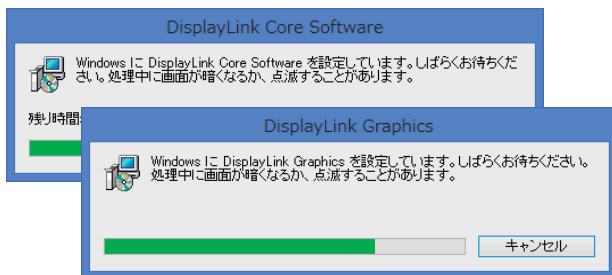 DisplayLink Core Software
Windows に DisplayLink Core Software を設定しています。しばらくお待ちくだ
さい。処理中に画面が暗くなるか、点滅することがあります。
残り時間:
DisplayLink Graphics
Windows に DisplayLink Graphics を設定しています。しばらくお待ちください。
処理中に画面が暗くなるか、点滅することがあります。
キャンセル